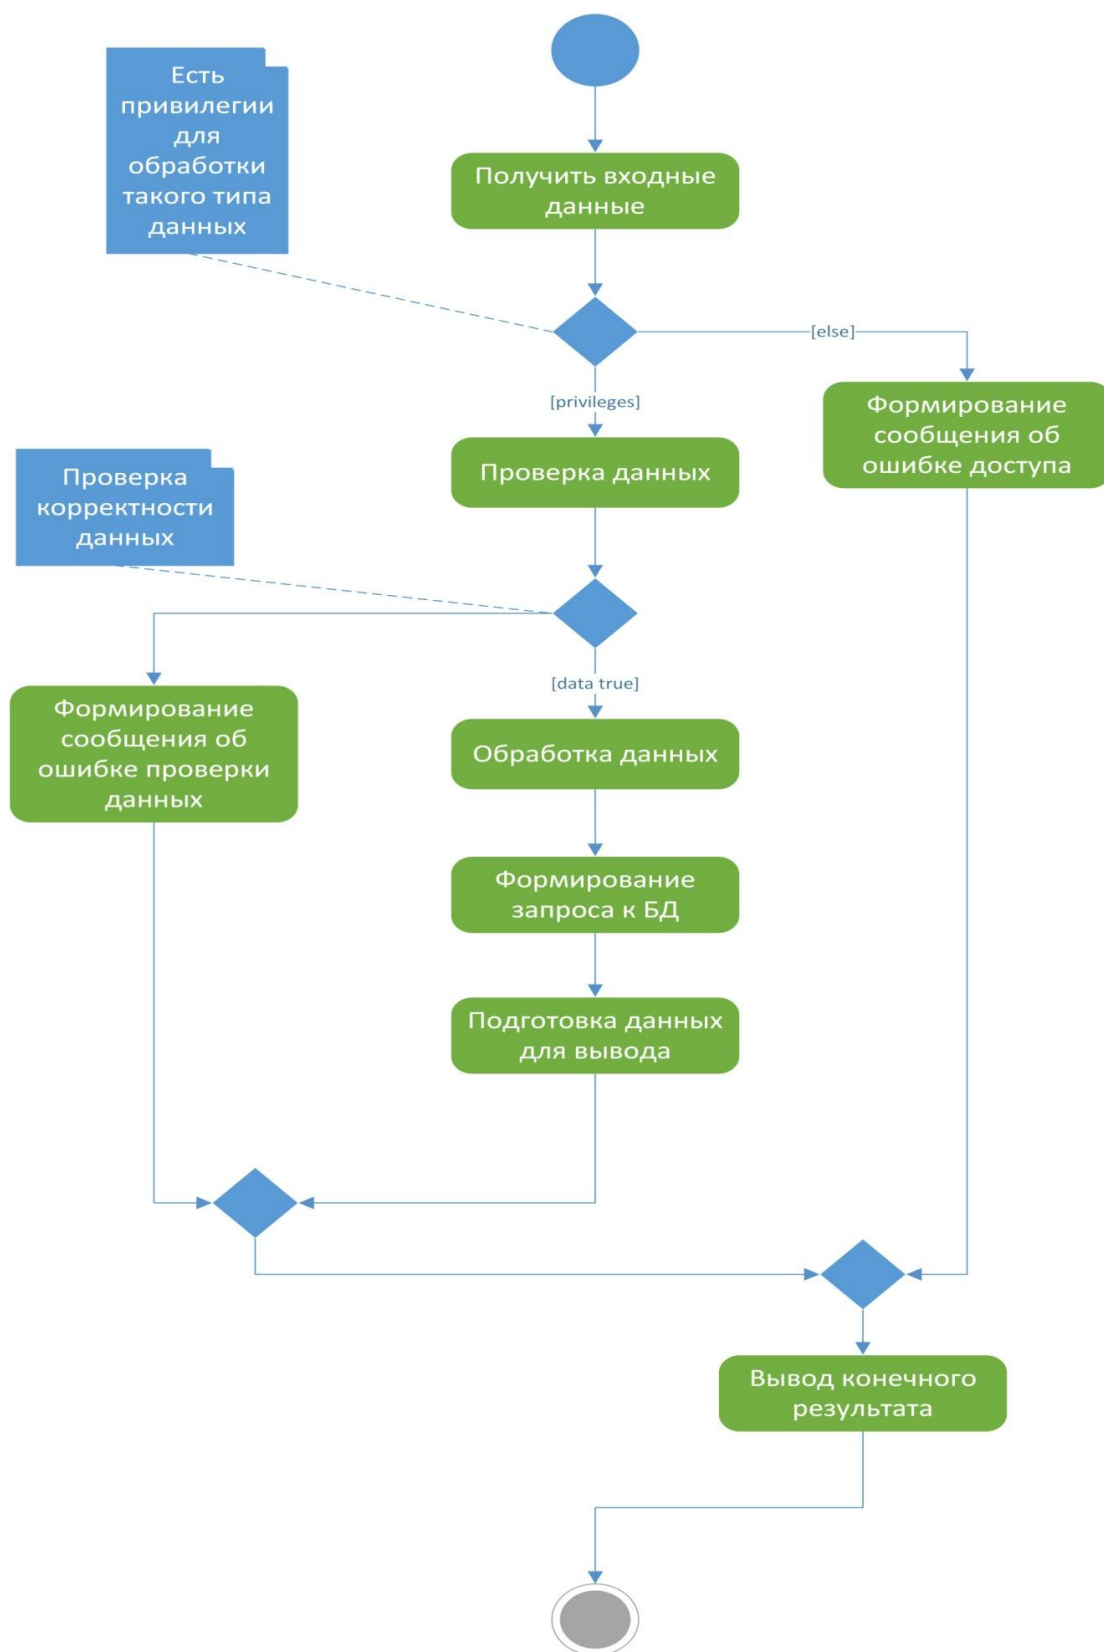 Есть
привилегии
для
обработки
такого типа
данных
Получить входные
данные
[else]
[privileges]
Формирование
сообщения об
ошибке доступа
Проверка данных
Проверка
корректности
данных
[data true]
Формирование
сообщения об
ошибке проверки
данных
Обработка данных
Формирование
запроса к БД
Подготовка данных
для вывода
Вывод конечного
результата